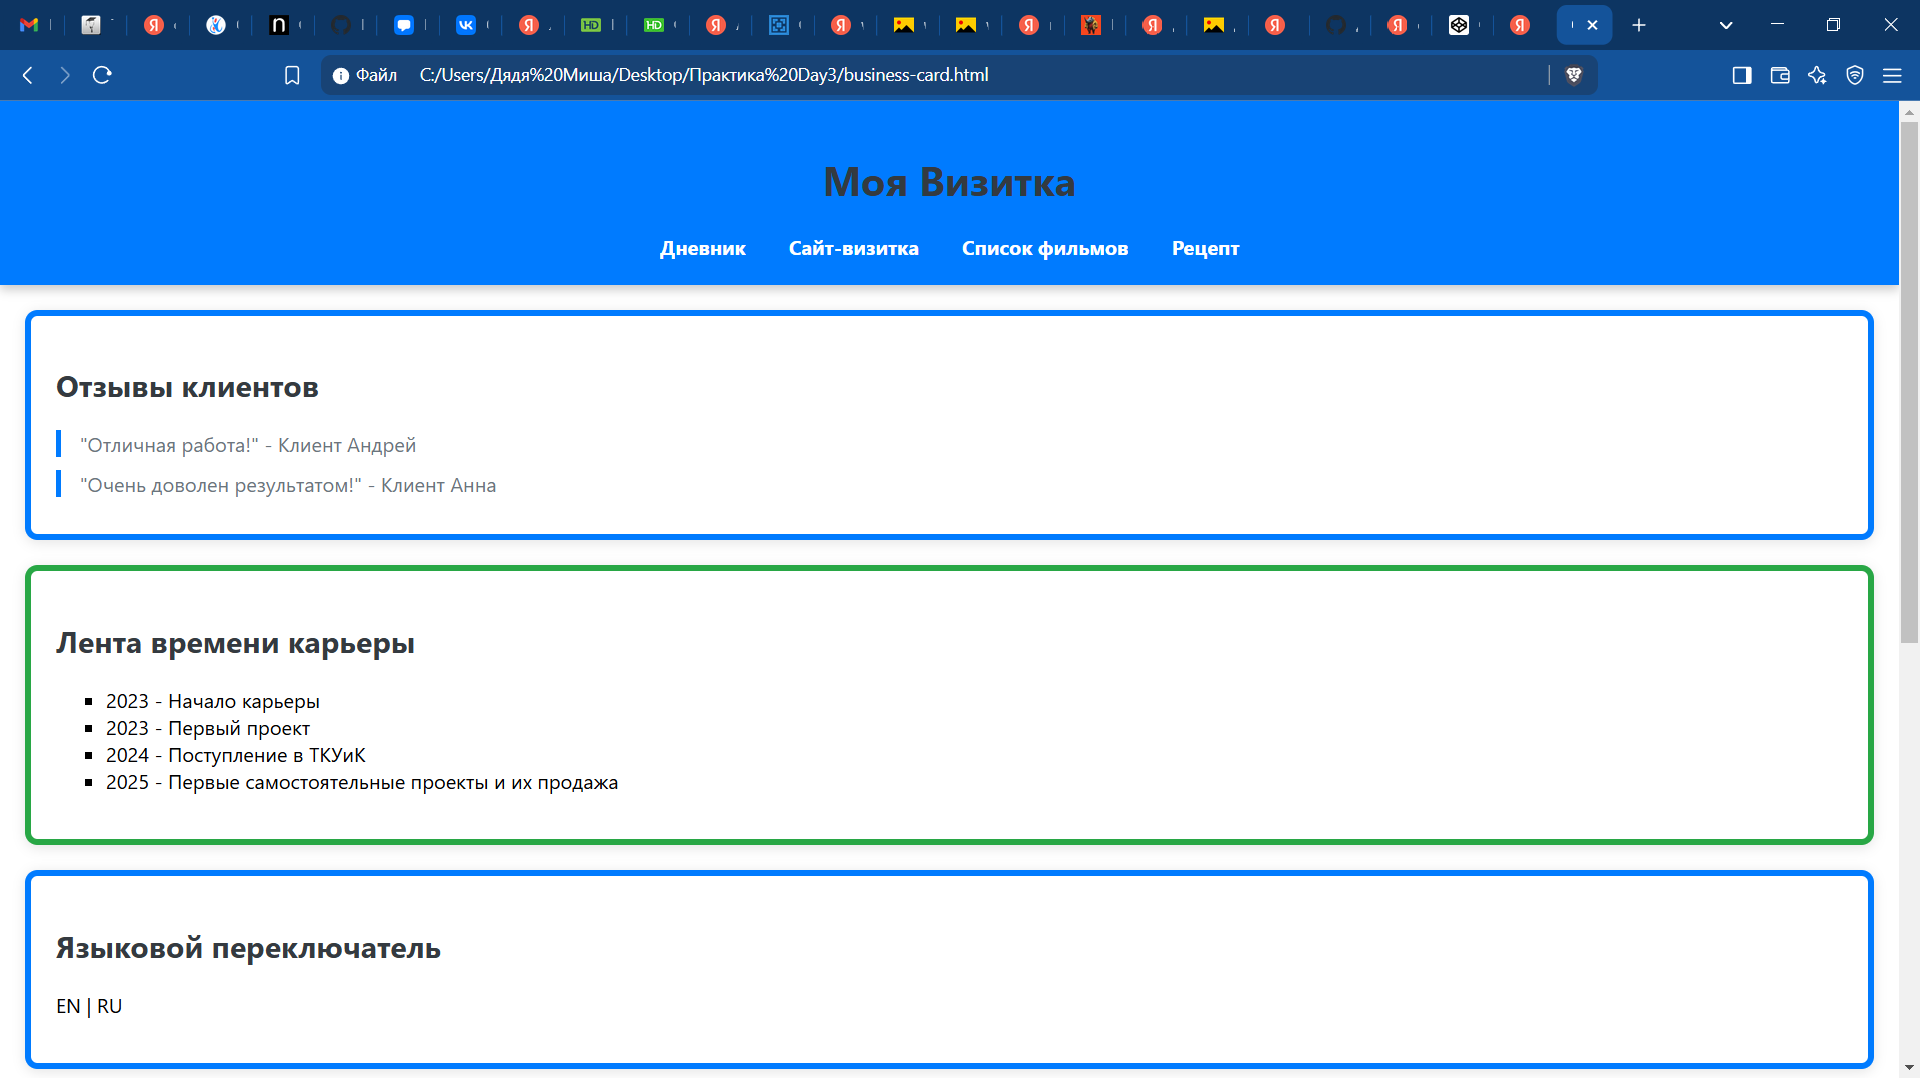 Файл C:/Users/Дядя%20Миша/Desktop/Практика%20Day3/business-card.html
Моя Визитка
Дневник Сайт-визитка Список фильмов Рецепт
Отзывы клиентов
"Отличная работа!" - Клиент Андрей
"Очень доволен результатом!" - Клиент Анна
Лента времени карьеры
2023 - Начало карьеры
2023 - Первый проект
2024 - Поступление в ТКУиК
2025 - Первые самостоятельные проекты и их продажа
Языковой переключатель
EN | RU